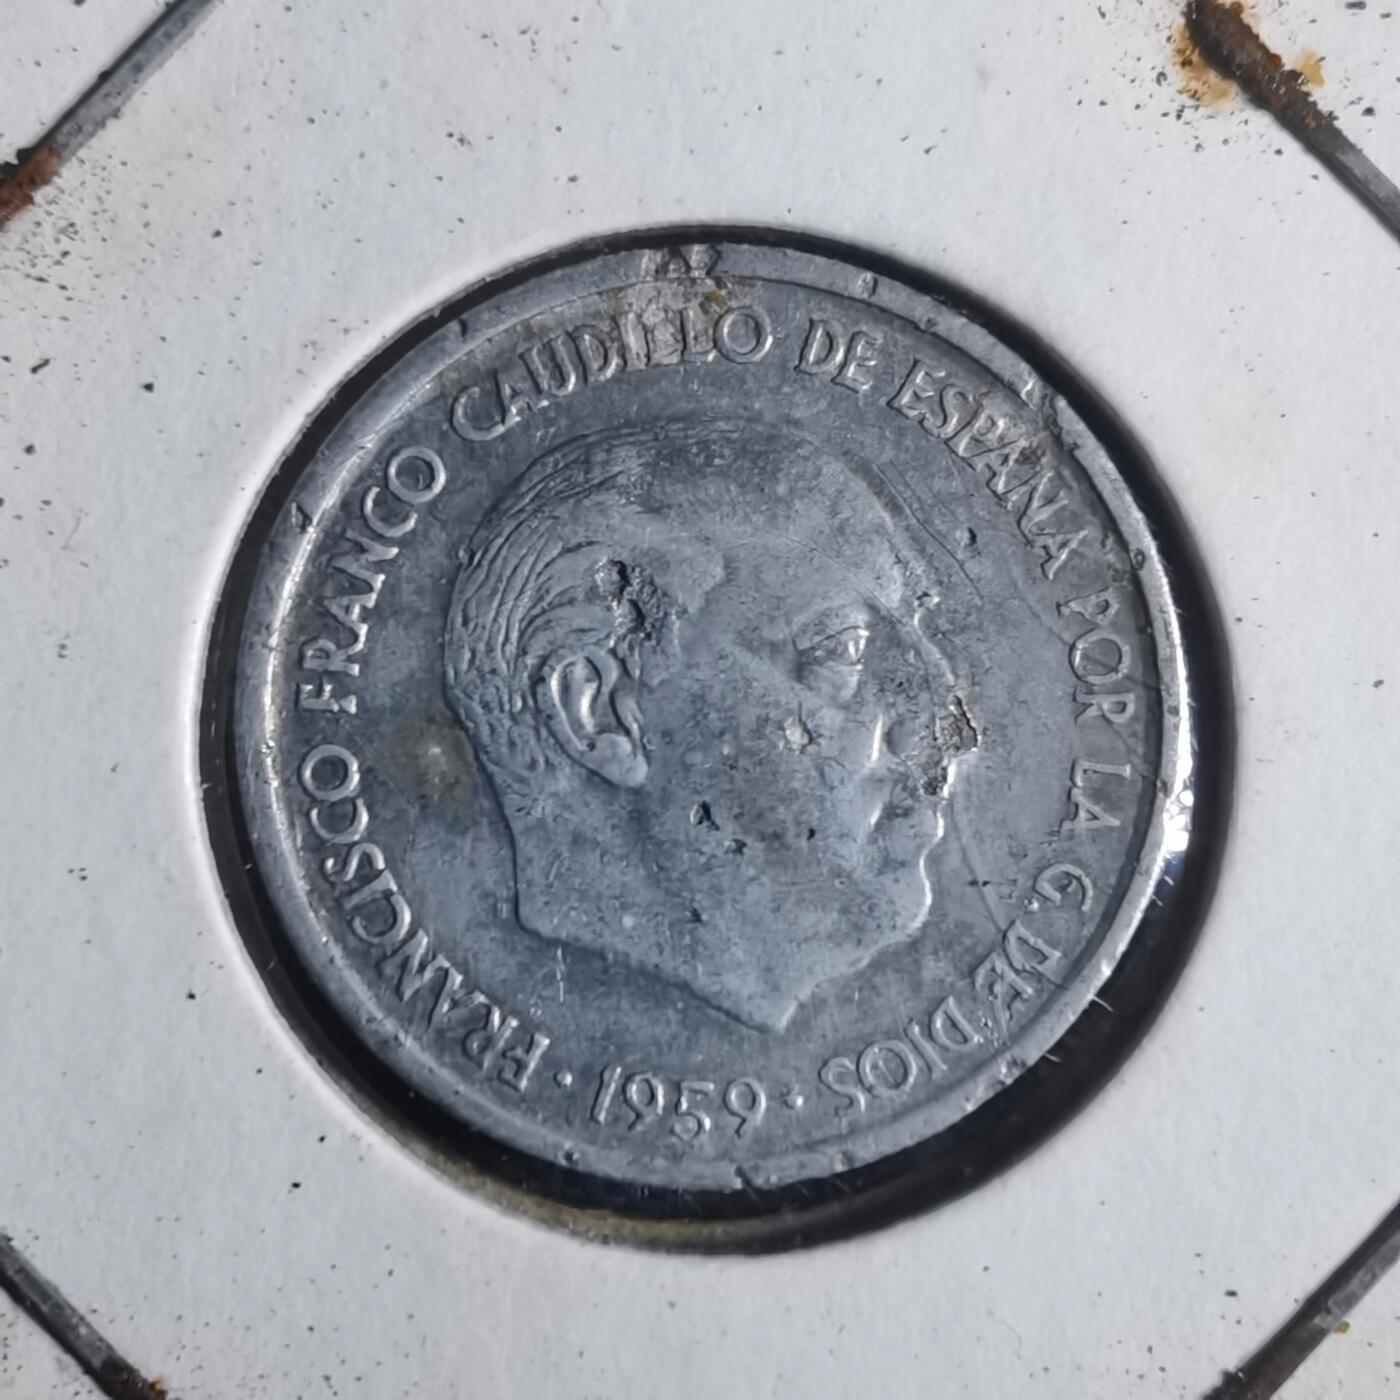 FRANCISCO FRANCO CAUDILLO DE ESPAÑA POR LA G. DE DIOS
· 1959 ·